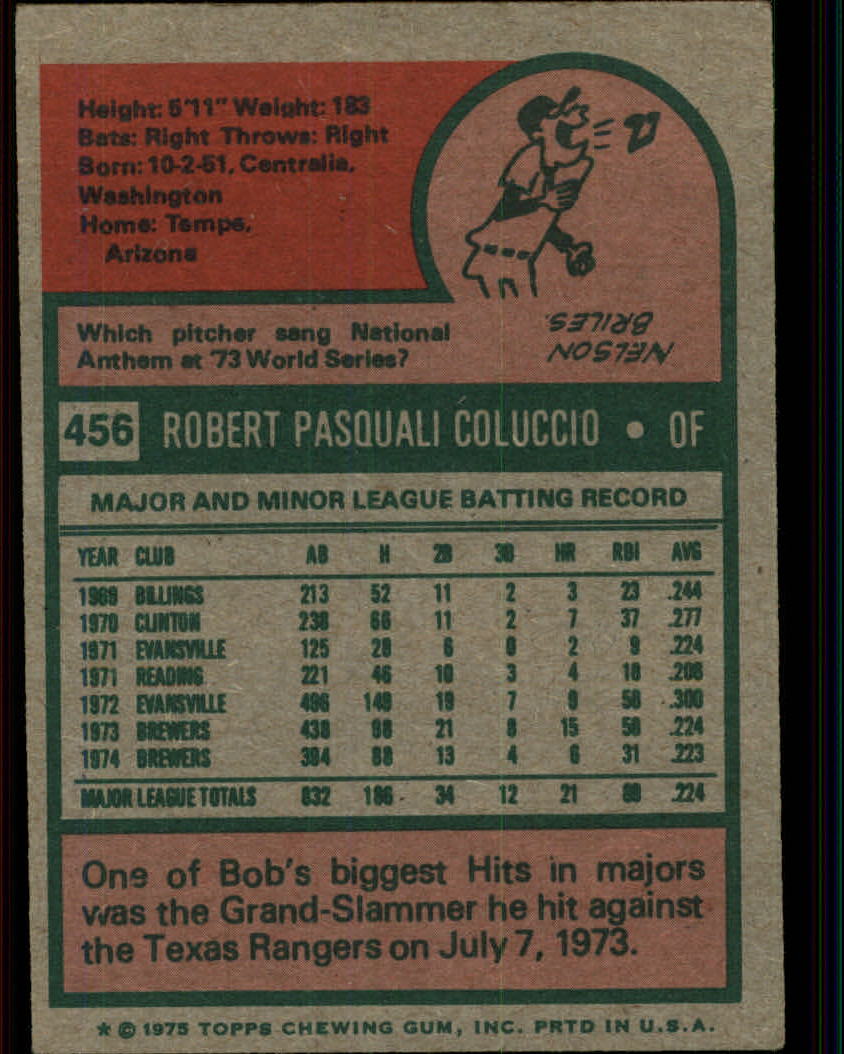 Height: 5'11" Weight: 183
Bats: Right Throws: Right
Born: 10-2-51, Centralia,
Washington
Home: Tempe,
Arizona
Which pitcher sang National
Anthem at '73 World Series?
NELSON
BRILES.
456 ROBERT PASQUALI COLUCCIO • OF
MAJOR AND MINOR LEAGUE BATTING RECORD
YEAR CLUB AB H 2B 3B HR RBI AVG
1969 BILLINGS 213 52 11 2 3 23 .244
1970 CLINTON 238 66 11 2 7 37 .277
1971 EVANSVILLE 125 28 6 0 2 9 .224
1971 READING 221 46 10 3 4 18 .208
1972 EVANSVILLE 496 149 19 7 9 58 .300
1973 BREWERS 438 98 21 8 15 58 .224
1974 BREWERS 394 88 13 4 6 31 .223
MAJOR LEAGUE TOTALS 832 186 34 12 21 89 .224
One of Bob's biggest Hits in majors
was the Grand-Slammer he hit against
the Texas Rangers on July 7, 1973.
* © 1975 TOPPS CHEWING GUM, INC. PRTD IN U.S.A.